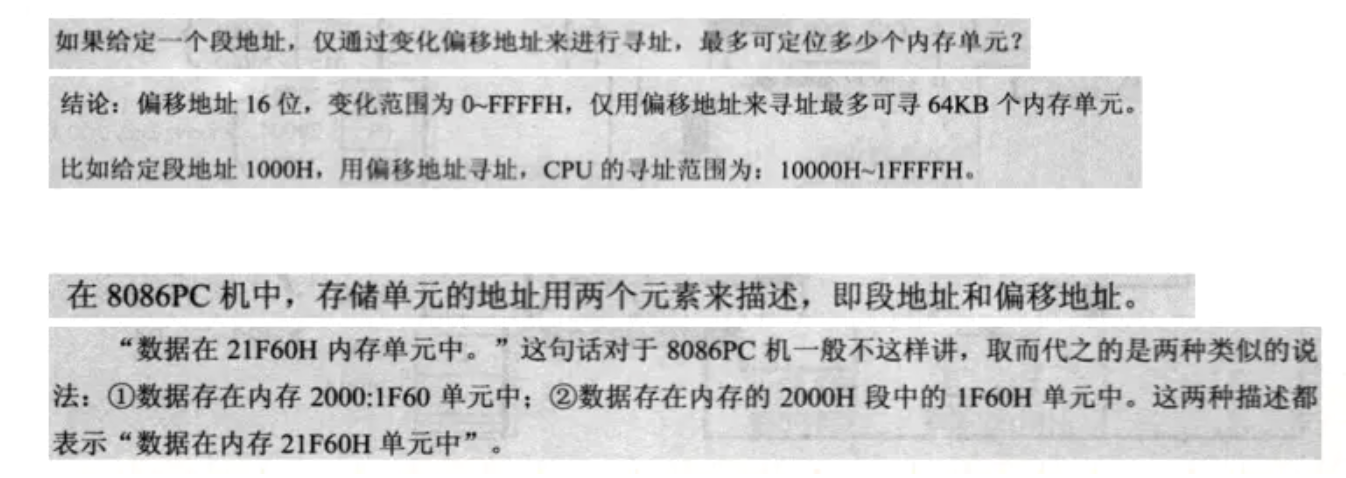 如果给定一个段地址，仅通过变化偏移地址来进行寻址，最多可定位多少个内存单元？
结论：偏移地址 16 位，变化范围为 0~FFFFH，仅用偏移地址来寻址最多可寻 64KB 个内存单元。
比如给定段地址 1000H，用偏移地址寻址，CPU 的寻址范围为：10000H~1FFFFH。
在 8086PC 机中，存储单元的地址用两个元素来描述，即段地址和偏移地址。
“数据在 21F60H 内存单元中。”这句话对于 8086PC 机一般不这样讲，取而代之的是两种类似的说
法：①数据存在内存 2000:1F60 单元中；②数据存在内存的 2000H 段中的 1F60H 单元中。这两种描述都
表示“数据在内存 21F60H 单元中”。